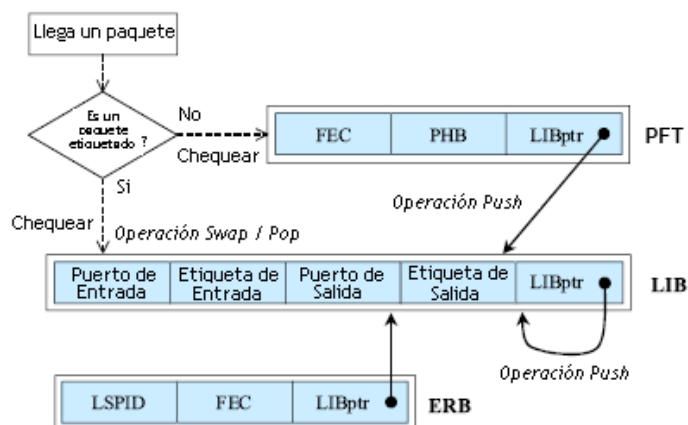 Llega un paquete
Es un
paquete
etiquetado ?
No
Chequear
FEC
PHB
LIBptr
PFT
Si
Operación Push
Chequear
Operación Swap / Pop
Puerto de
Entrada
Etiqueta de
Entrada
Puerto de
Salida
Etiqueta de
Salida
LIBptr
LIB
Operación Push
LSPID
FEC
LIBptr
ERB